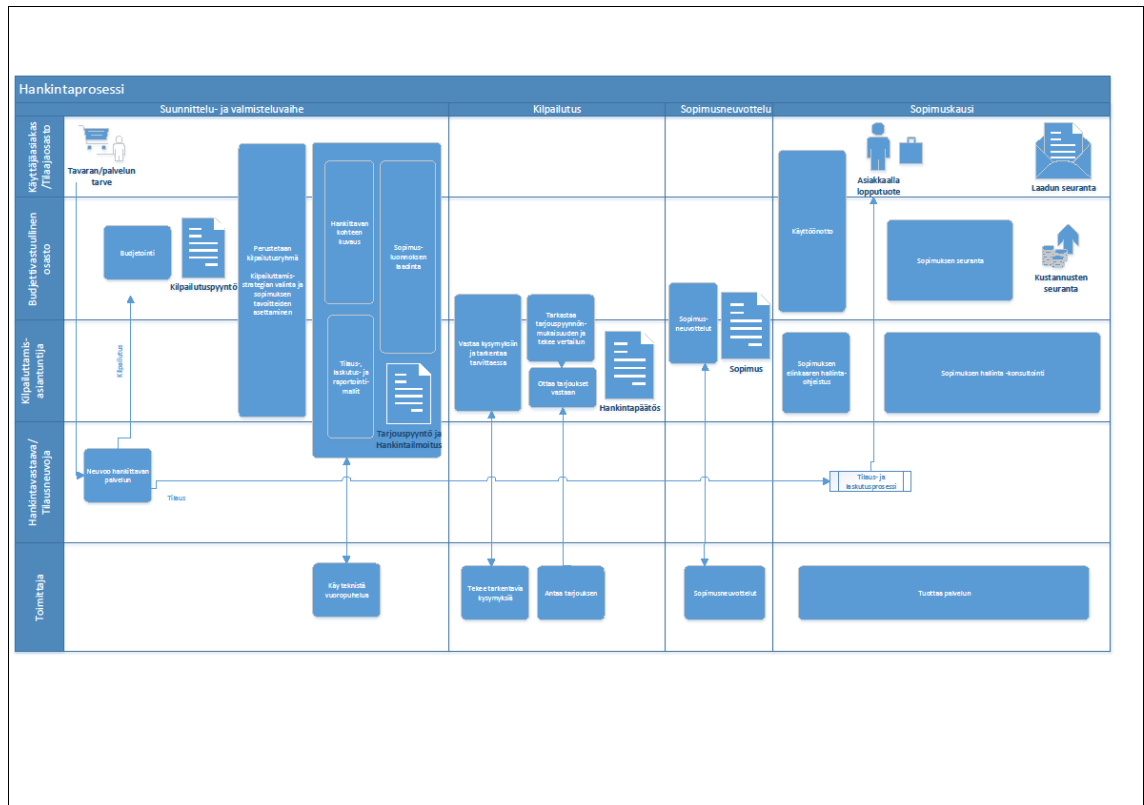 Hankintaprosessi
Suunnittelu- ja valmisteluvaihe
Kilpailutus
Sopimusneuvottelu
Sopimuskausi
Käyttäjäasiakas
/Tilaajaosasto
Tavaran/palvelun
tarve
Asiakkaalla
lopputuote
Laadun seuranta
Budjettivastuullinen
osasto
Budjetointi
Kilpailutuspyyntö
Perustetaan
kilpailutusryhmä
Kilpailuttamis-
strategian valinta ja
sopimuksen
tavoitteiden
asettaminen
Hankittavan
kohteen
kuvaus
Sopimus-
luonnoksen
laadinta
Käyttöönotto
Sopimuksen seuranta
Kustannusten
seuranta
Kilpailuttamis-
asiantuntija
Kilpailutus
Tilaus-,
laskutus- ja
raportointi-
mallit
Tarjouspyyntö ja
Hankintailmoitus
Vastaa kysymyksiin
ja tarkentaa
tarvittaessa
Tarkastaa
tarjouspyynnön-
mukaisuuden ja
tekee vertailun
Ottaa tarjoukset
vastaan
Hankintapäätös
Sopimus-
neuvottelut
Sopimus
Sopimuksen
elinkaaren hallinta-
ohjeistus
Sopimuksen hallinta -konsultointi
Hankintavastaava/
Tilausneuvoja
Neuvoo hankittavan
palvelun
Tilaus
Tilaus- ja
laskutusprosessi
Toimittaja
Käy teknistä
vuoropuhelua
Tekee tarkentavia
kysymyksiä
Antaa tarjouksen
Sopimusneuvottelut
Tuottaa palvelun